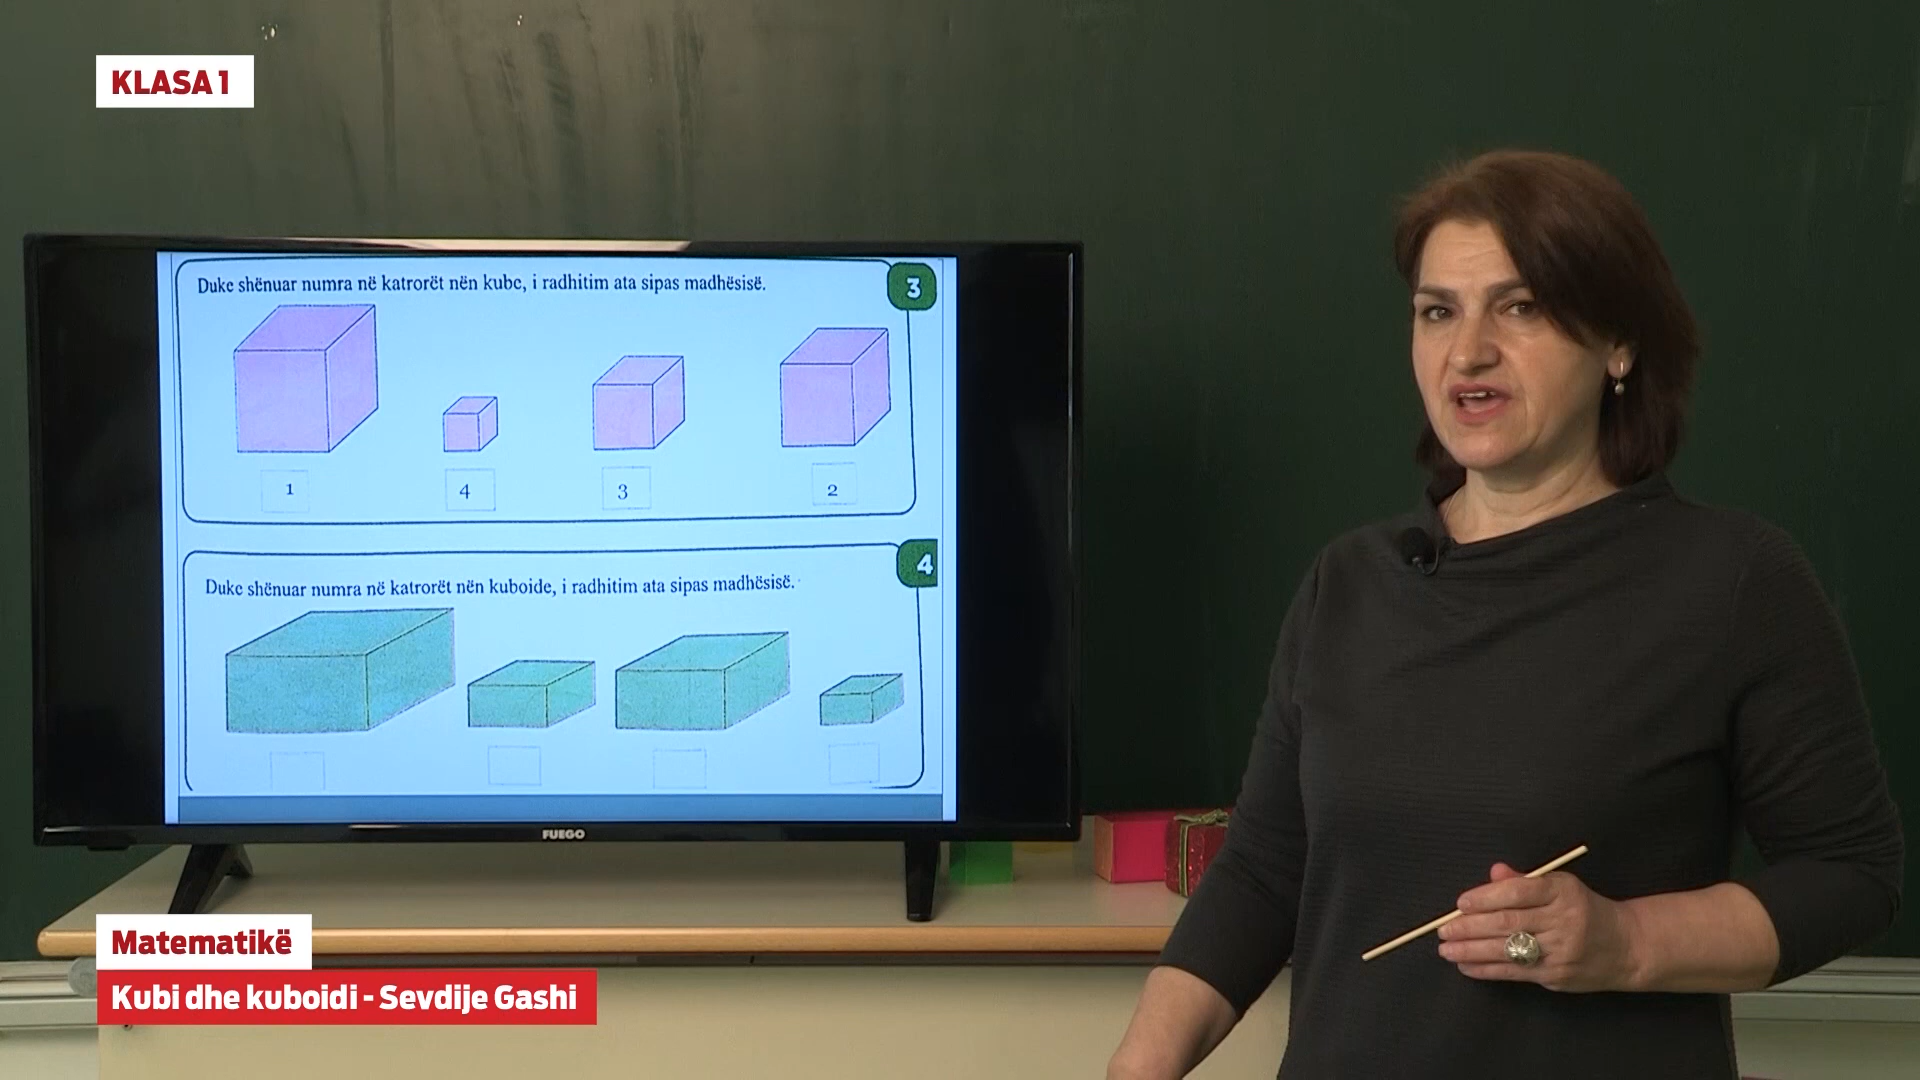 KLASA 1
Duke shënuar numra në katrorët nën kube, i radhitim ata sipas madhësisë.
3
1
4
3
2
4
Duke shënuar numra në katrorët nën kuboide, i radhitim ata sipas madhësisë.
FUEGO
Matematikë
Kubi dhe kuboidi - Sevdije Gashi